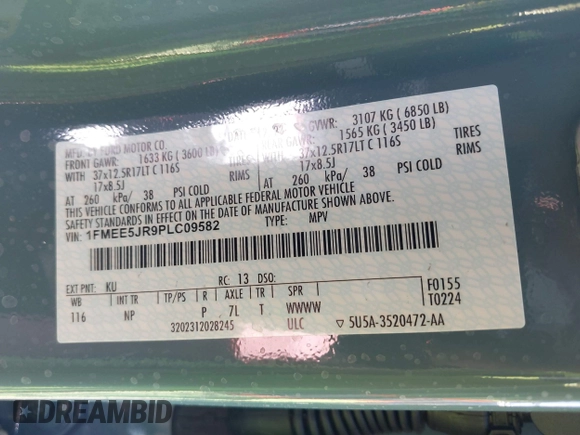 MFD. BY FORD MOTOR CO.
GVWR: 3107 KG ( 6850 LB)
FRONT GAWR: 1633 KG ( 3600 LB)
GAWR: 1565 KG ( 3450 LB)
WITH 37x12.5R17LT C 116S TIRES
WITH 37x12.5R17LT C 116S TIRES
17x8.5J RIMS
17x8.5J RIMS
AT 260 kPa/ 38 PSI COLD
AT 260 kPa/ 38 PSI COLD
THIS VEHICLE CONFORMS TO ALL APPLICABLE FEDERAL MOTOR VEHICLE
SAFETY STANDARDS IN EFFECT ON THE DATE OF MANUFACTURE SHOWN ABOVE.
VIN: 1FMEE5JR9PLC09582
TYPE: MPV
EXT PNT: KU RC: 13 DSO:
WB INT TR TP/PS R AXLE TR SPR
116 NP P 7L T WWWW
F0155
T0224
3202312028245 ULC ▽ 5U5A-3520472-AA
DREAMBID